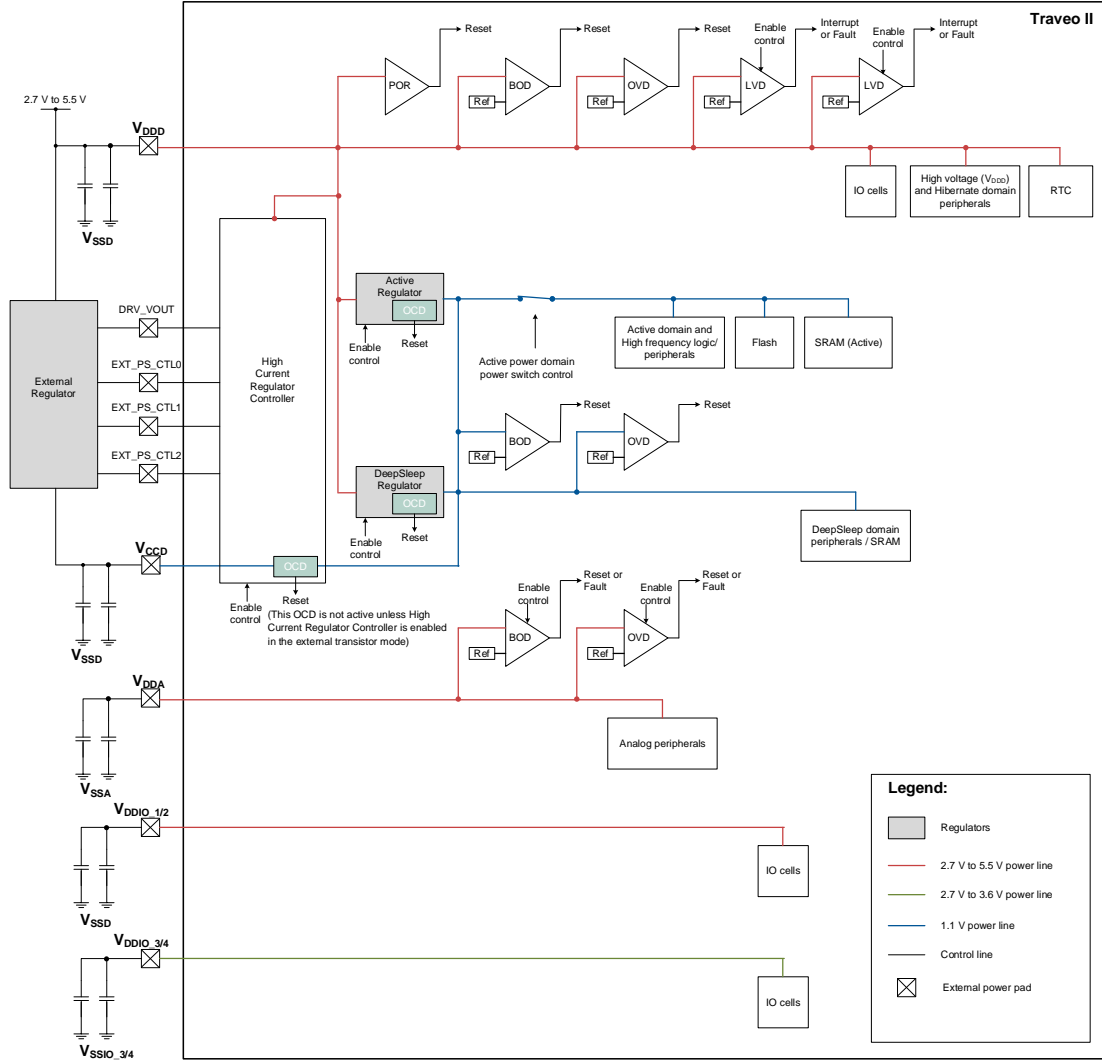 Traveo II
Reset
Reset
Reset
Interrupt
or Fault
Interrupt
or Fault
Enable
control
Enable
control
POR
BOD
OVD
LVD
LVD
Ref
Ref
Ref
Ref
2.7 V to 5.5 V
VDDD
VSSD
IO cells
High voltage (VDDD)
and Hibernate domain
peripherals
RTC
External
Regulator
DRV_VOUT
EXT_PS_CTL0
EXT_PS_CTL1
EXT_PS_CTL2
High
Current
Regulator
Controller
Active
Regulator
OCD
Enable
control
Reset
Active power domain
power switch control
Active domain and
High frequency logic/
peripherals
Flash
SRAM (Active)
Reset
Reset
BOD
OVD
Ref
Ref
DeepSleep
Regulator
OCD
Enable
control
Reset
DeepSleep domain
peripherals / SRAM
VCCD
VSSD
OCD
Enable
control
Reset
(This OCD is not active unless High
Current Regulator Controller is enabled
in the external transistor mode)
Enable
control
Reset or
Fault
Enable
control
Reset or
Fault
BOD
OVD
Ref
Ref
VDDA
VSSA
Analog peripherals
VDDIO_1/2
VSSD
IO cells
VDDIO_3/4
VSSIO_3/4
IO cells
Legend:
Regulators
2.7 V to 5.5 V power line
2.7 V to 3.6 V power line
1.1 V power line
Control line
External power pad